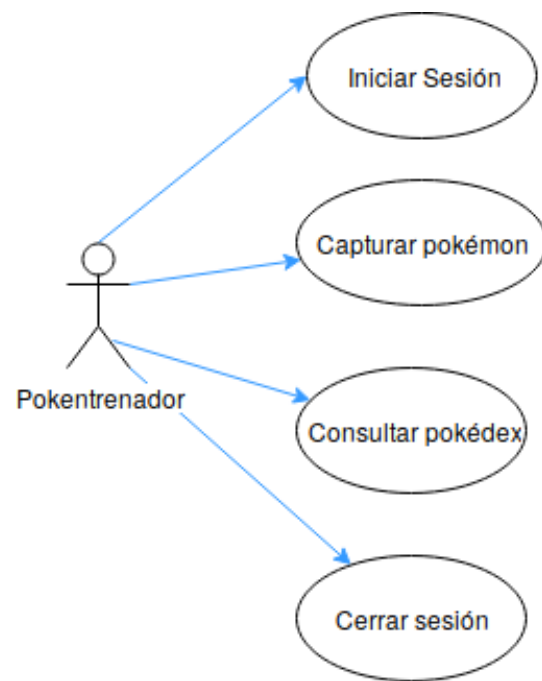 Iniciar Sesión
Capturar pokémon
Pokentrenador
Consultar pokédex
Cerrar sesión